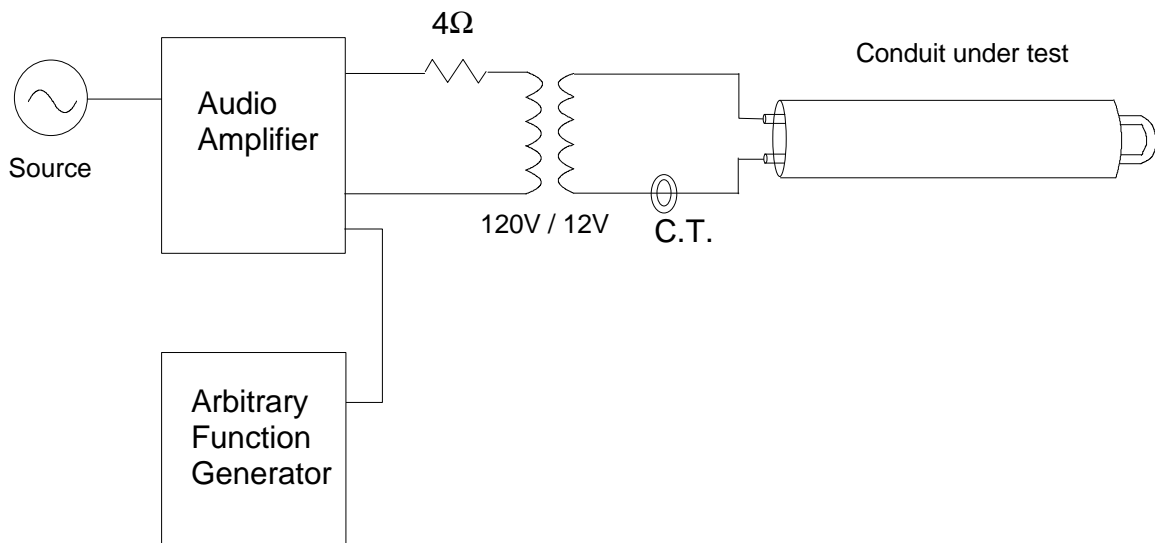 4Ω
Conduit under test
Audio
Amplifier
Source
120V / 12V
C.T.
Arbitrary
Function
Generator